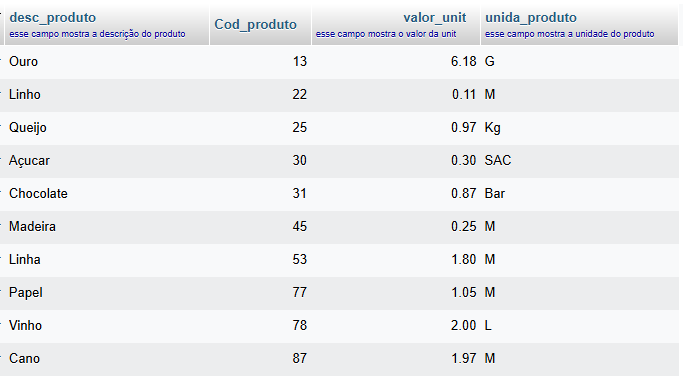 desc_produto Cod_produto valor_unit unida_produto
esse campo mostra a descrição do produto esse campo mostra o valor da unit esse campo mostra a unidade do produto
Ouro 13 6.18 G
Linho 22 0.11 M
Queijo 25 0.97 Kg
Açucar 30 0.30 SAC
Chocolate 31 0.87 Bar
Madeira 45 0.25 M
Linha 53 1.80 M
Papel 77 1.05 M
Vinho 78 2.00 L
Cano 87 1.97 M